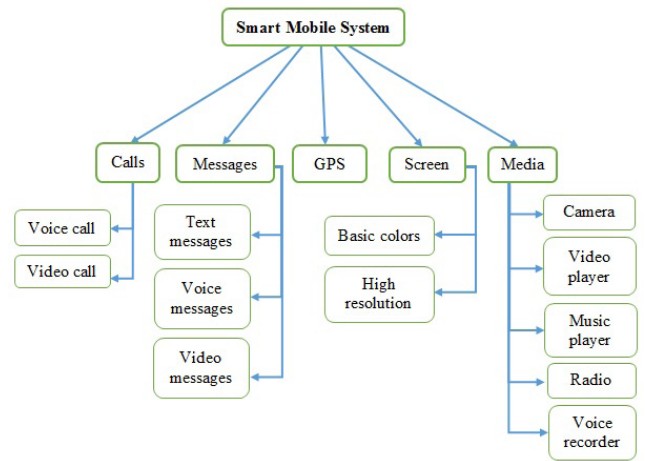 Smart Mobile System
Calls
Messages
GPS
Screen
Media
Voice call
Video call
Text
messages
Voice
messages
Video
messages
Basic colors
High
resolution
Camera
Video
player
Music
player
Radio
Voice
recorder